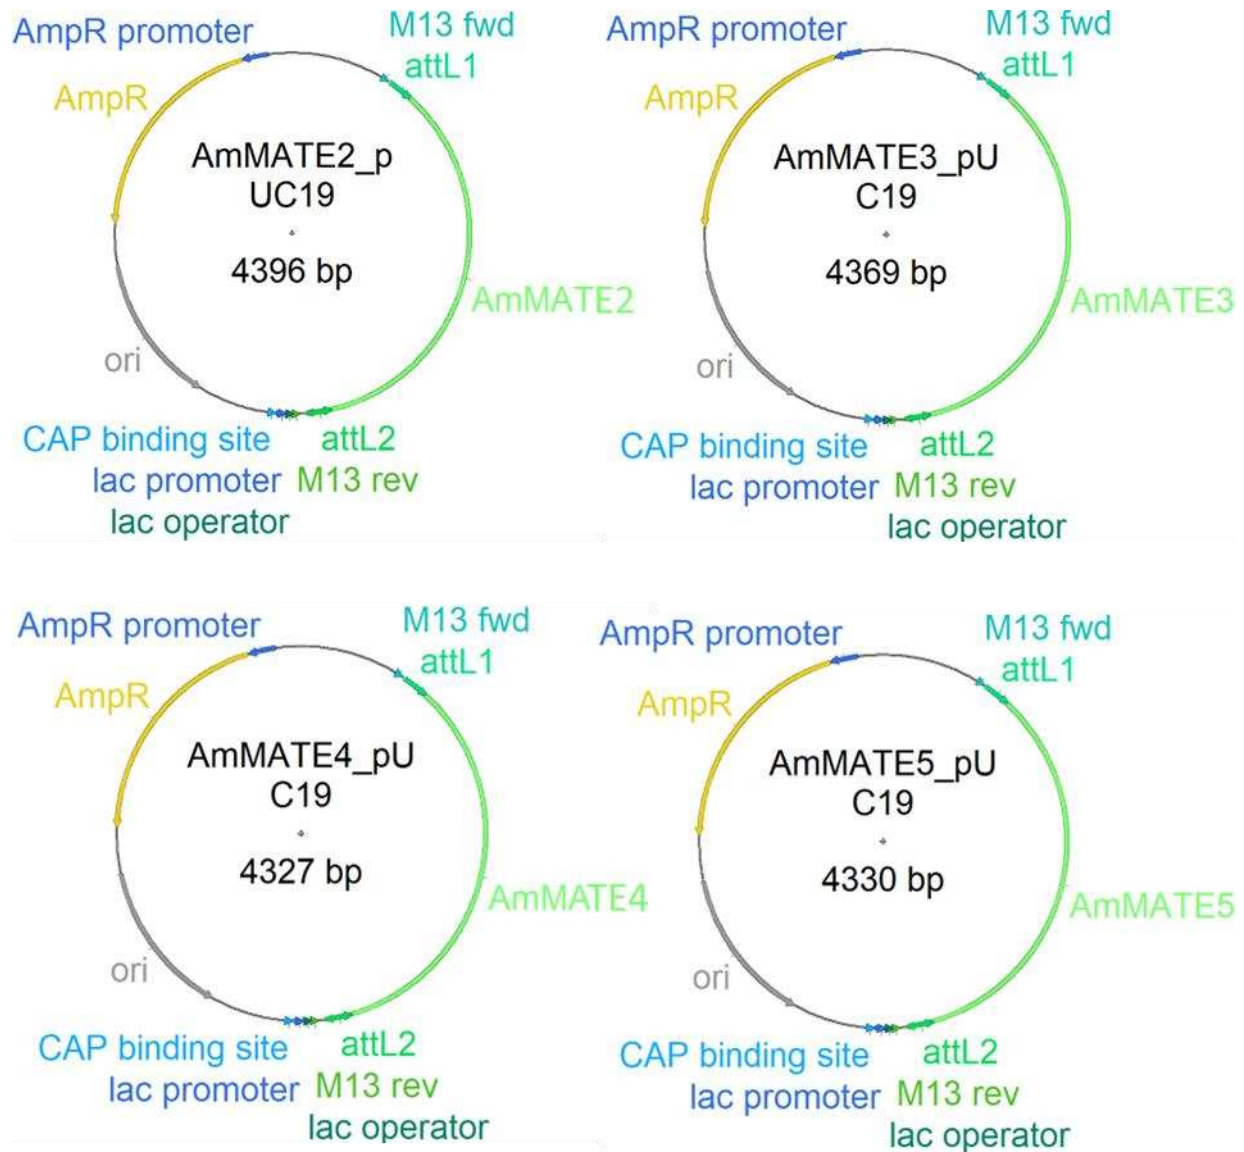 AmpR promoter
M13 fwd
attL1
AmpR
AmMATE2_p
UC19
4396 bp
AmMATE2
ori
CAP binding site
attL2
lac promoter
M13 rev
lac operator
AmpR promoter
M13 fwd
attL1
AmpR
AmMATE3_pU
C19
4369 bp
AmMATE3
ori
CAP binding site
attL2
lac promoter
M13 rev
lac operator
AmpR promoter
M13 fwd
attL1
AmpR
AmMATE4_pU
C19
4327 bp
AmMATE4
ori
CAP binding site
attL2
lac promoter
M13 rev
lac operator
AmpR promoter
M13 fwd
attL1
AmpR
AmMATE5_pU
C19
4330 bp
AmMATE5
ori
CAP binding site
attL2
lac promoter
M13 rev
lac operator